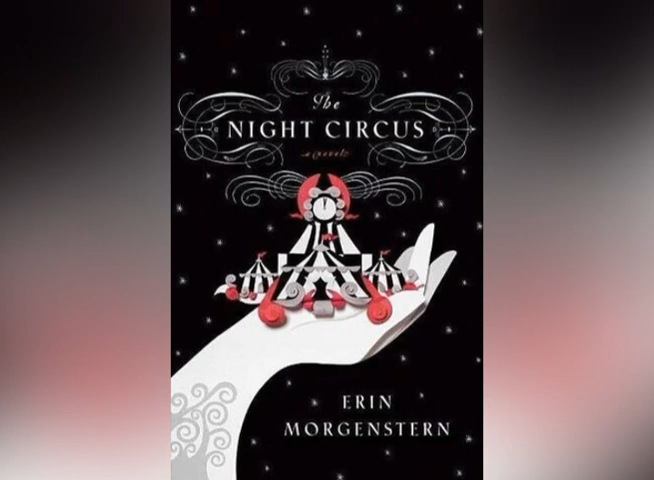 The
NIGHT CIRCUS
a novel
ERIN
MORGENSTERN